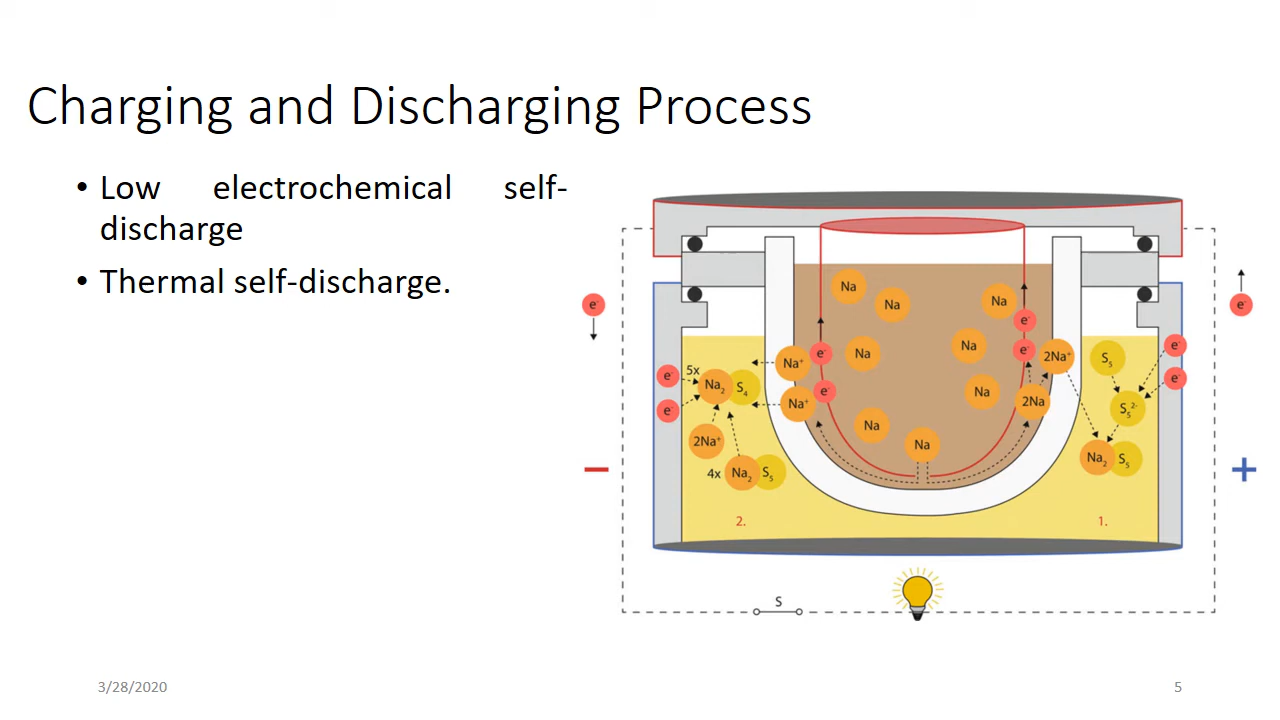 Charging and Discharging Process
• Low electrochemical self-
discharge
• Thermal self-discharge.
Na
Na
Na
e⁻
e⁻
e⁻
Na
Na⁺
e⁻
Na
e⁻
2Na⁺
S₅
e⁻
e⁻
5x
Na₂ S₄
e⁻
Na
e⁻
Na⁺
2Na
S₅²⁻
Na
Na
2Na⁺
Na₂ S₅
4x Na₂ S₅
−
+
2.
1.
S
3/28/2020
5